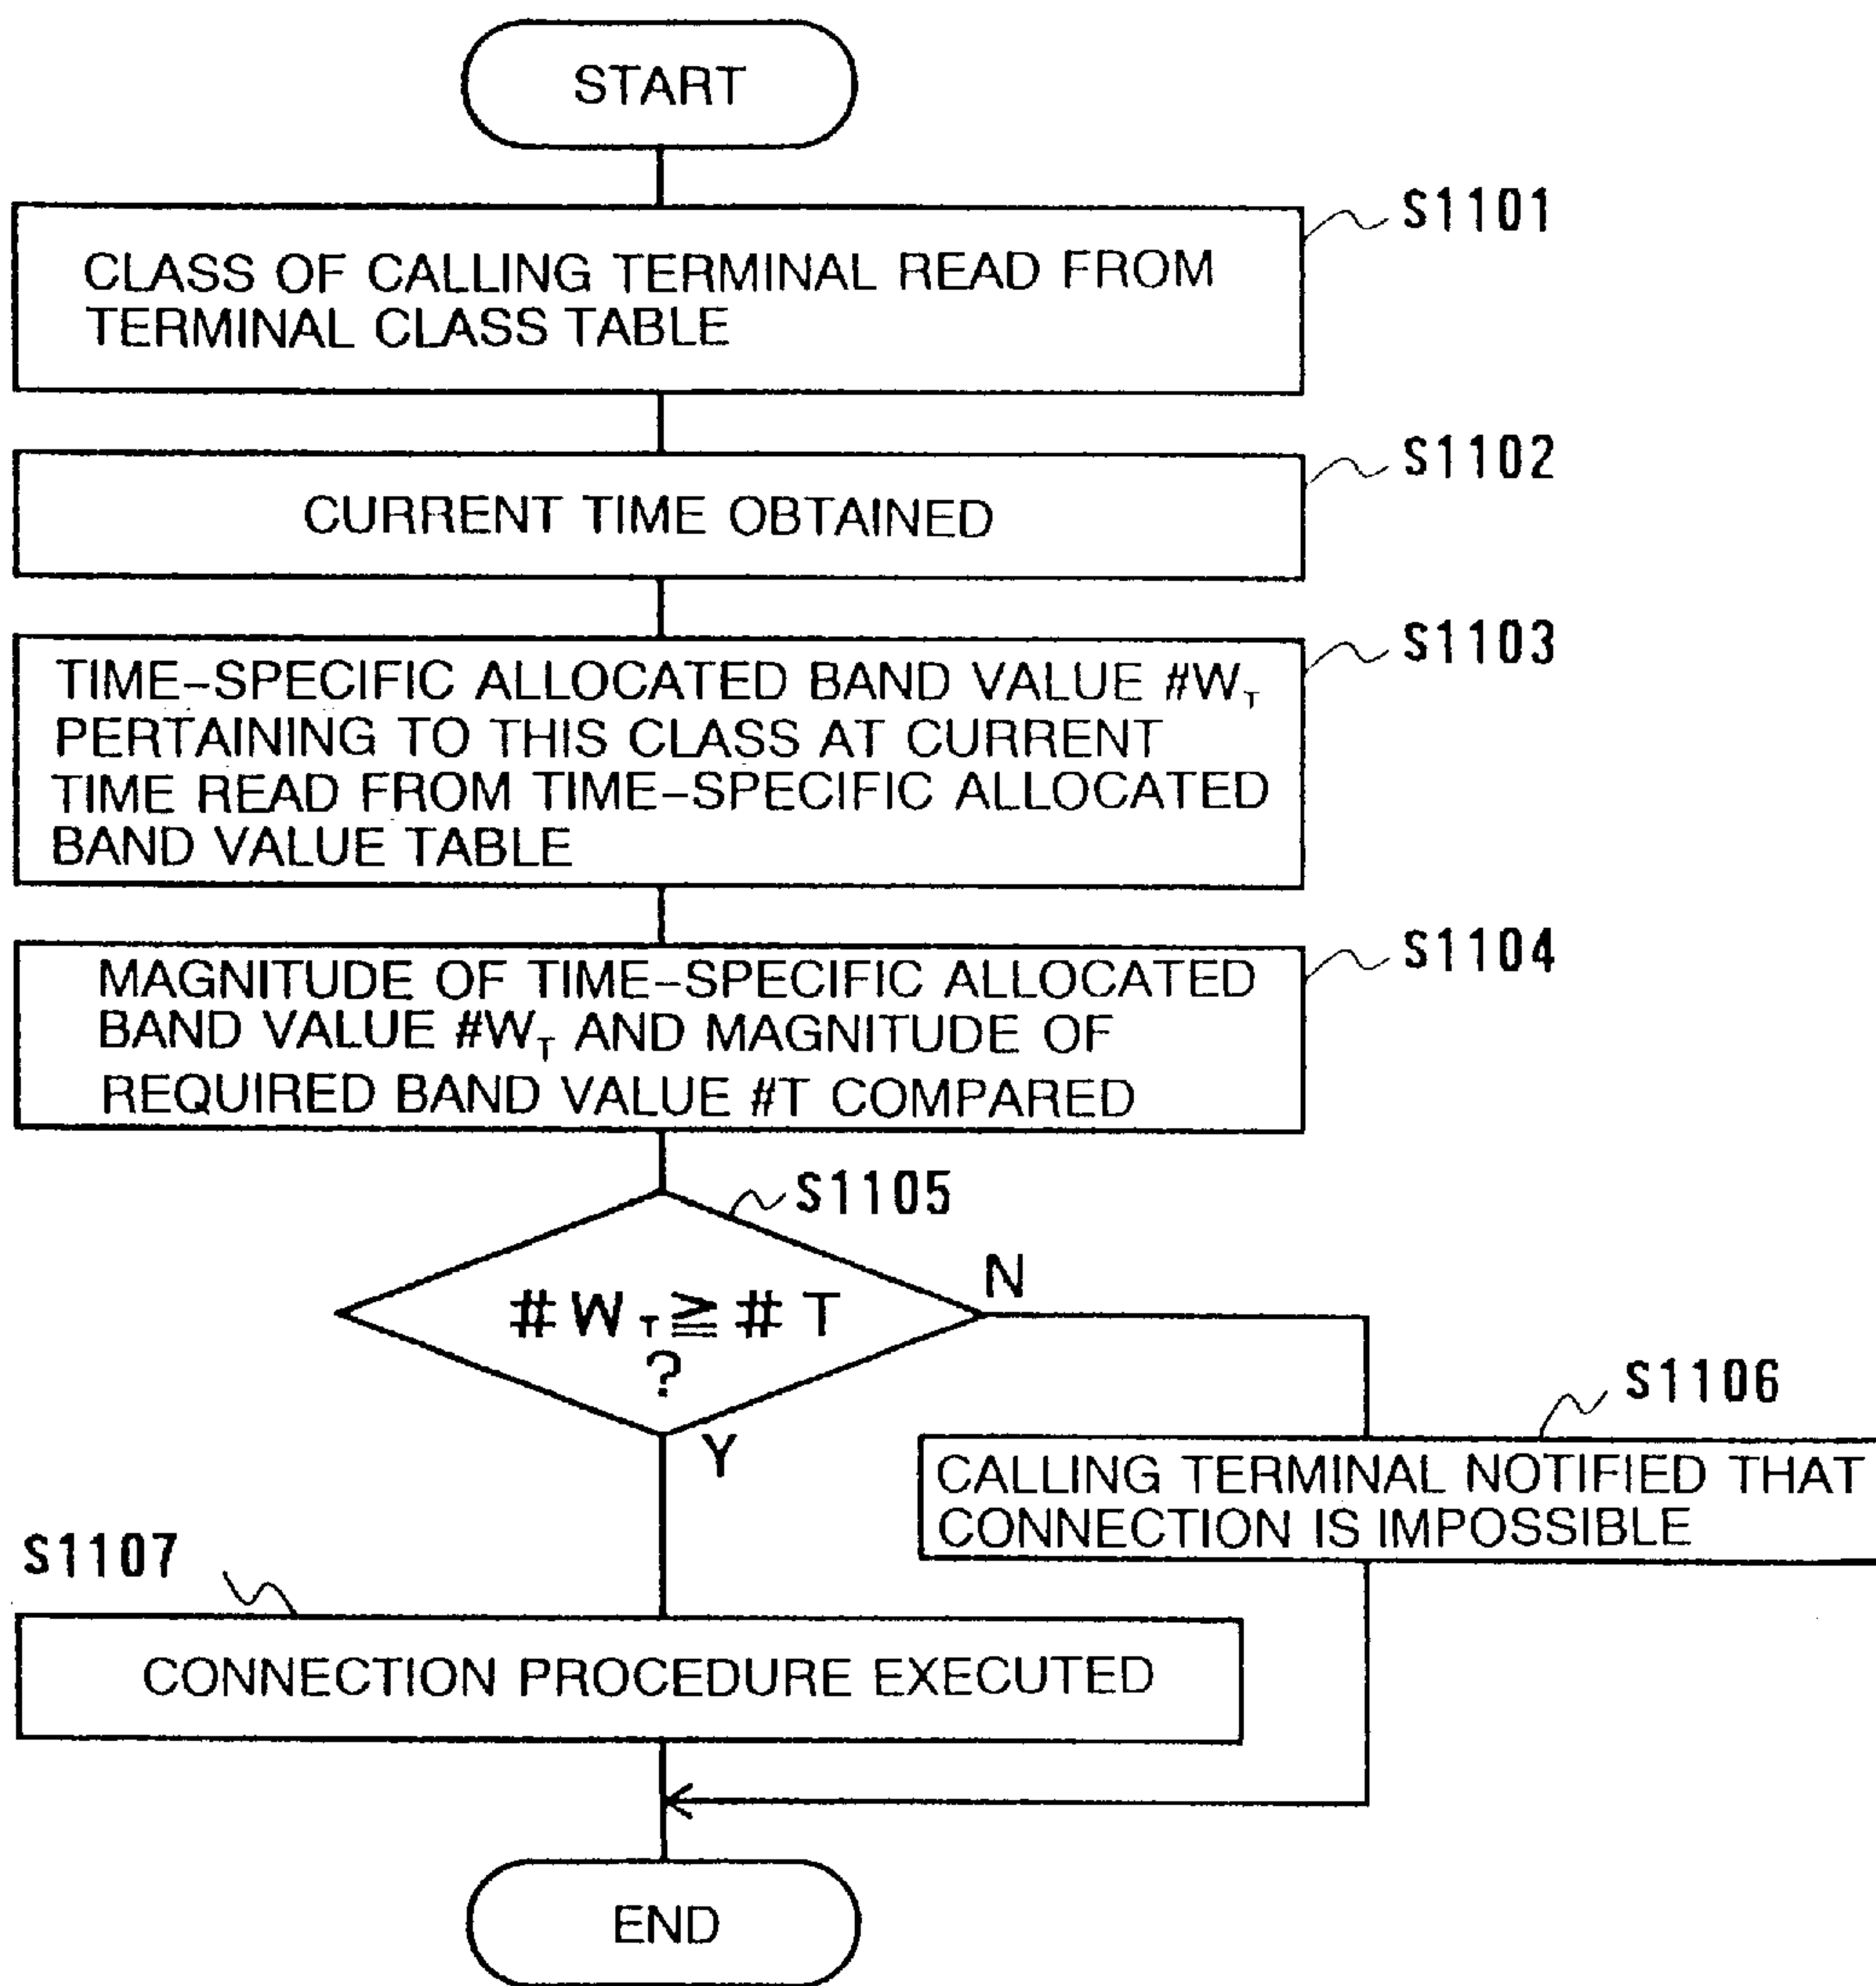 START
S1101
CLASS OF CALLING TERMINAL READ FROM
TERMINAL CLASS TABLE
S1102
CURRENT TIME OBTAINED
S1103
TIME-SPECIFIC ALLOCATED BAND VALUE #W_T
PERTAINING TO THIS CLASS AT CURRENT
TIME READ FROM TIME-SPECIFIC ALLOCATED
BAND VALUE TABLE
S1104
MAGNITUDE OF TIME-SPECIFIC ALLOCATED
BAND VALUE #W_T AND MAGNITUDE OF
REQUIRED BAND VALUE #T COMPARED
S1105
#W_T≧#T
?
N
Y
S1106
CALLING TERMINAL NOTIFIED THAT
CONNECTION IS IMPOSSIBLE
S1107
CONNECTION PROCEDURE EXECUTED
END